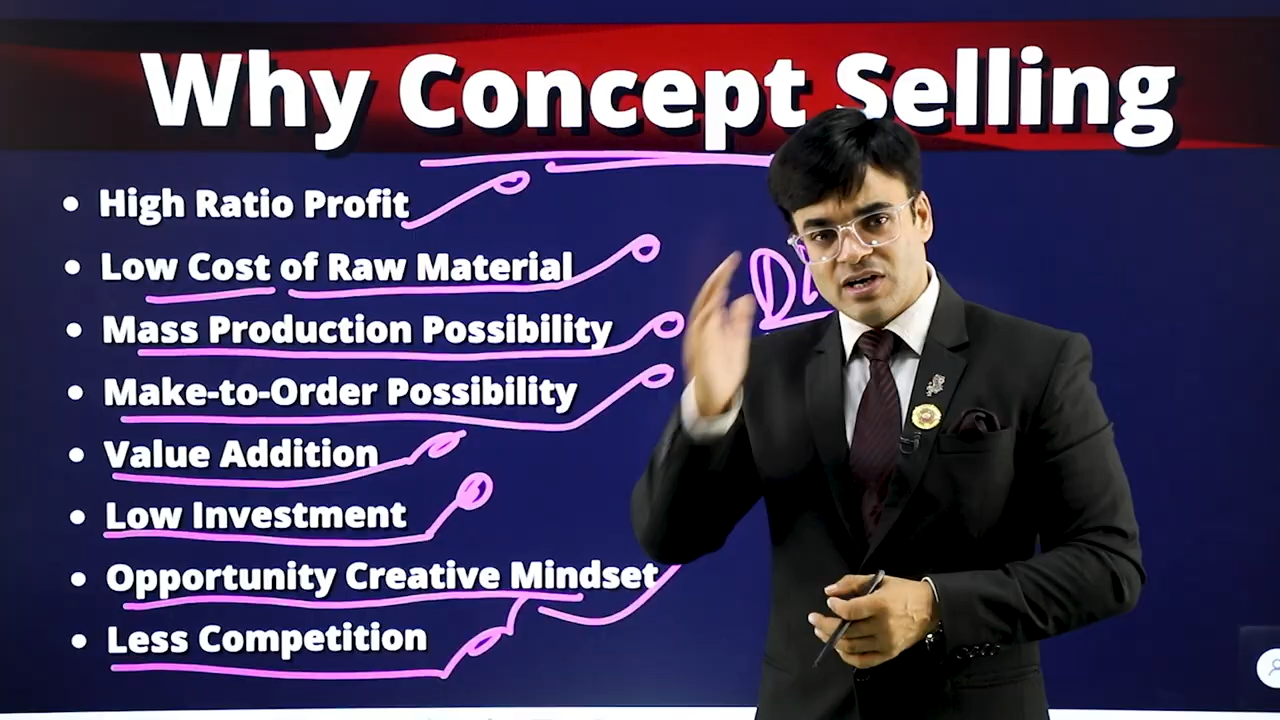 Why Concept Selling
• High Ratio Profit
• Low Cost of Raw Material
• Mass Production Possibility
• Make-to-Order Possibility
• Value Addition
• Low Investment
• Opportunity Creative Mindset
• Less Competition